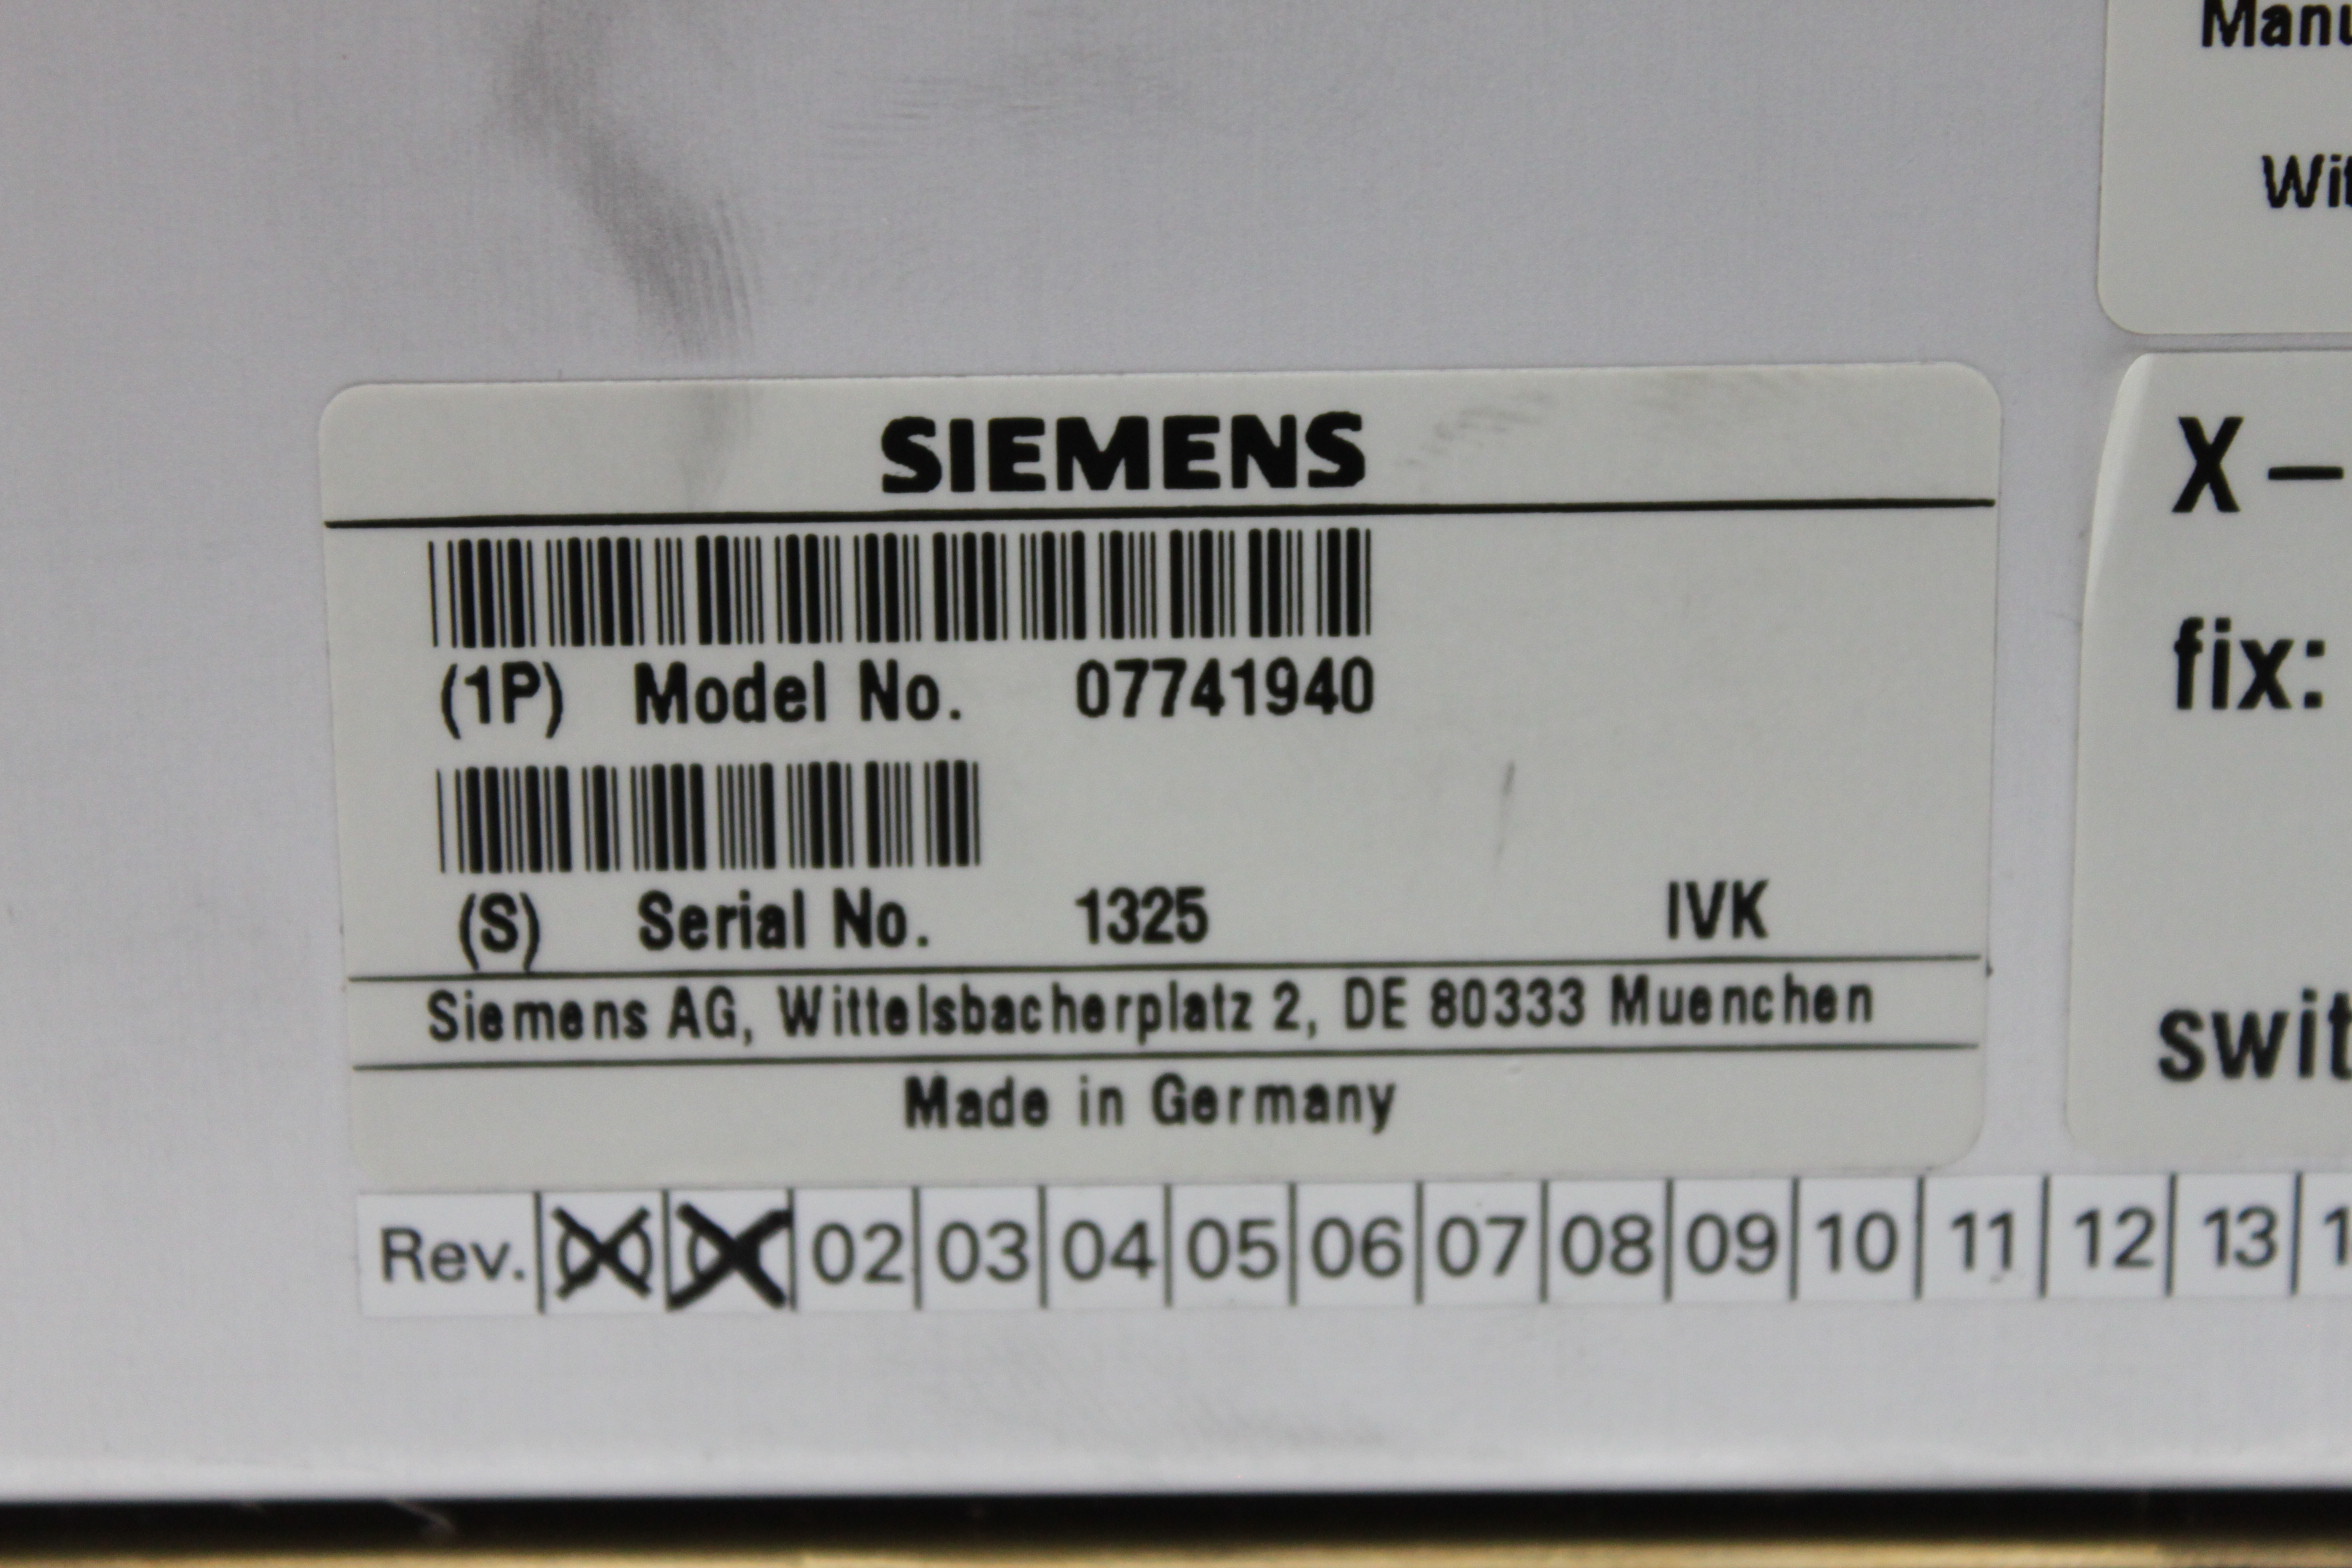 Manu
Wit
SIEMENS
(1P) Model No. 07741940
(S) Serial No. 1325 IVK
Siemens AG, Wittelsbacherplatz 2, DE 80333 Muenchen
Made in Germany
X–
fix:
swit
Rev. 02 03 04 05 06 07 08 09 10 11 12 13